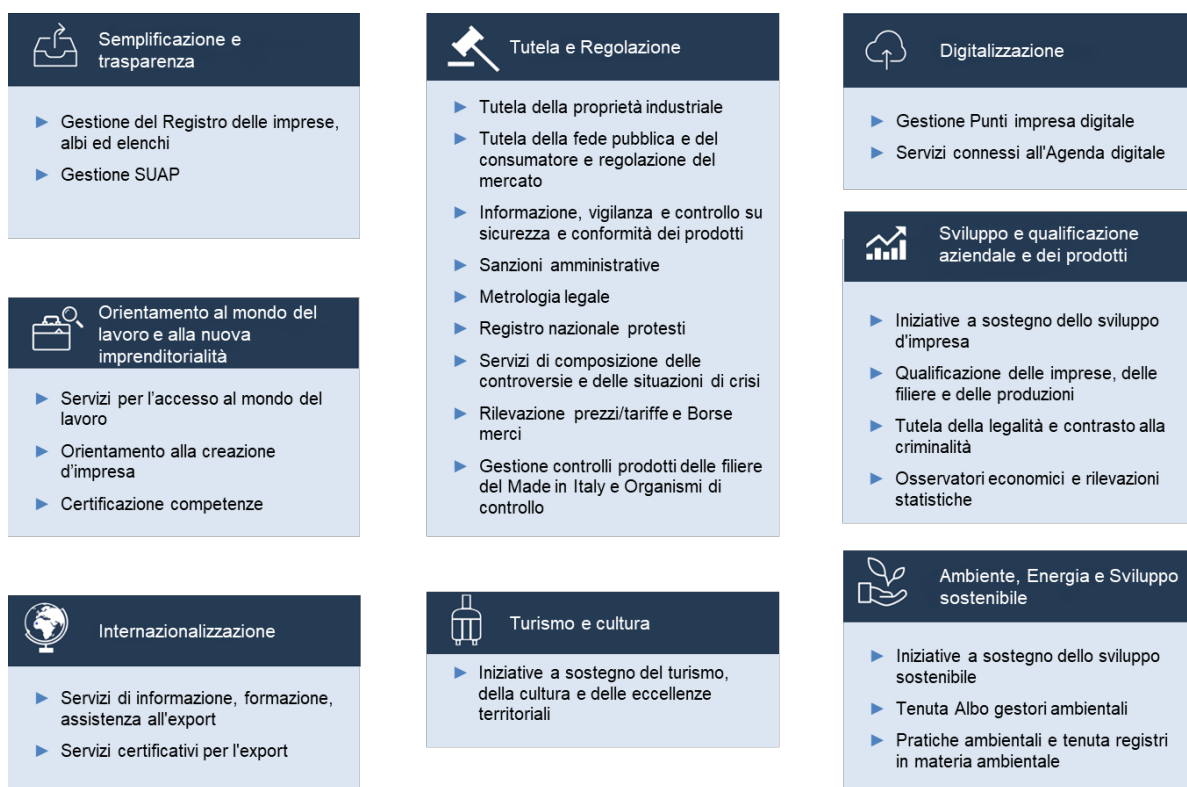 Semplificazione e
trasparenza
► Gestione del Registro delle imprese,
albi ed elenchi
► Gestione SUAP
Orientamento al mondo del
lavoro e alla nuova
imprenditorialità
► Servizi per l’accesso al mondo del
lavoro
► Orientamento alla creazione
d’impresa
► Certificazione competenze
Internazionalizzazione
► Servizi di informazione, formazione,
assistenza all'export
► Servizi certificativi per l'export
Tutela e Regolazione
► Tutela della proprietà industriale
► Tutela della fede pubblica e del
consumatore e regolazione del
mercato
► Informazione, vigilanza e controllo su
sicurezza e conformità dei prodotti
► Sanzioni amministrative
► Metrologia legale
► Registro nazionale protesti
► Servizi di composizione delle
controversie e delle situazioni di crisi
► Rilevazione prezzi/tariffe e Borse
merci
► Gestione controlli prodotti delle filiere
del Made in Italy e Organismi di
controllo
Turismo e cultura
► Iniziative a sostegno del turismo,
della cultura e delle eccellenze
territoriali
Digitalizzazione
► Gestione Punti impresa digitale
► Servizi connessi all'Agenda digitale
Sviluppo e qualificazione
aziendale e dei prodotti
► Iniziative a sostegno dello sviluppo
d'impresa
► Qualificazione delle imprese, delle
filiere e delle produzioni
► Tutela della legalità e contrasto alla
criminalità
► Osservatori economici e rilevazioni
statistiche
Ambiente, Energia e Sviluppo
sostenibile
► Iniziative a sostegno dello sviluppo
sostenibile
► Tenuta Albo gestori ambientali
► Pratiche ambientali e tenuta registri
in materia ambientale